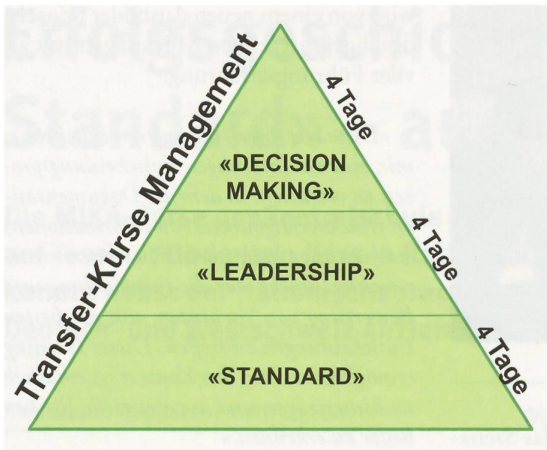 Transfer-Kurse Management
4 Tage
«DECISION
MAKING»
4 Tage
«LEADERSHIP»
4 Tage
«STANDARD»